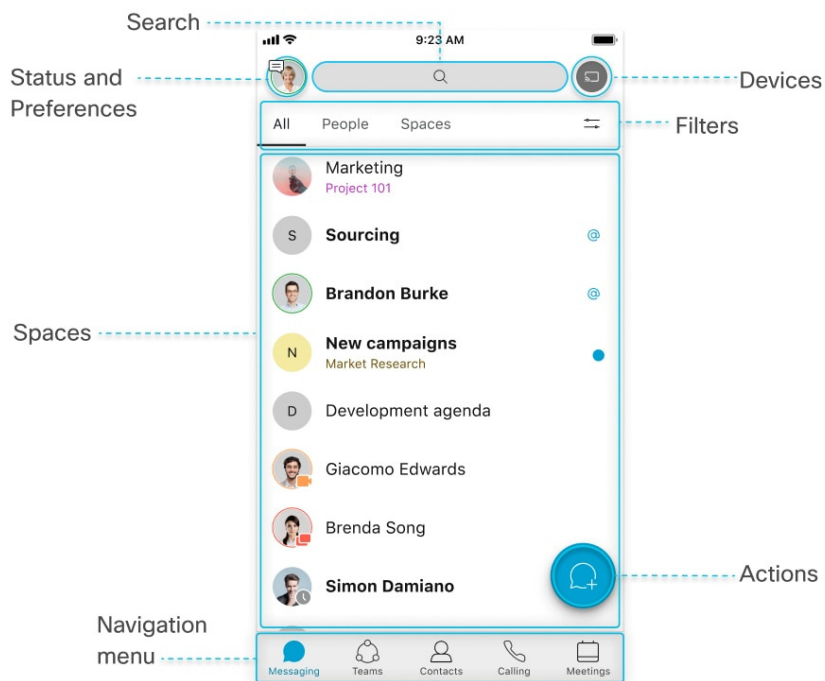 Search
9:23 AM
Status and
Preferences
Devices
All People Spaces
Filters
Marketing
Project 101
S Sourcing @
Brandon Burke @
Spaces
N New campaigns
Market Research
D Development agenda
Giacomo Edwards
Brenda Song
Simon Damiano
Actions
Navigation
menu
Messaging Teams Contacts Calling Meetings